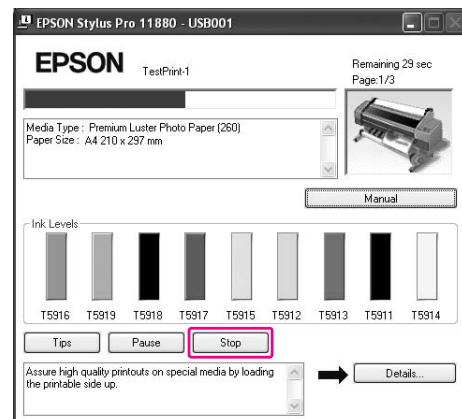 EPSON Stylus Pro 11880 - USB001
EPSON
TestPrint-1
Remaining 29 sec
Page:1/3
Media Type : Premium Luster Photo Paper (260)
Paper Size : A4 210 x 297 mm
Manual
Ink Levels
T5916 T5919 T5918 T5917 T5915 T5912 T5913 T5911 T5914
Tips Pause Stop
Assure high quality printouts on special media by loading
the printable side up.
Details...